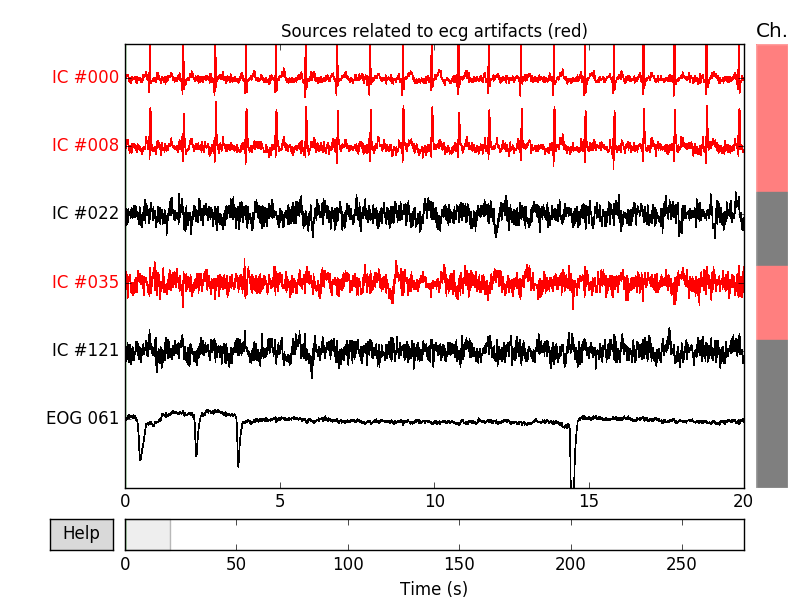 Sources related to ecg artifacts (red)
Ch.
IC #000
IC #008
IC #022
IC #035
IC #121
EOG 061
0 5 10 15 20
Help
0 50 100 150 200 250
Time (s)